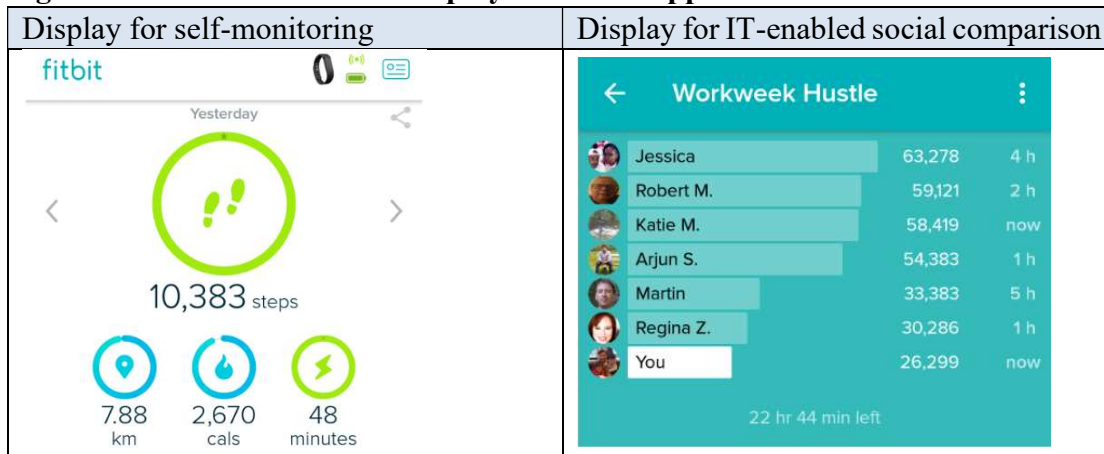 Display for self-monitoring
Display for IT-enabled social comparison
fitbit
Yesterday
10,383 steps
7.88 km
2,670 cals
48 minutes
Workweek Hustle
Jessica 63,278 4 h
Robert M. 59,121 2 h
Katie M. 58,419 now
Arjun S. 54,383 1 h
Martin 33,383 5 h
Regina Z. 30,286 1 h
You 26,299 now
22 hr 44 min left